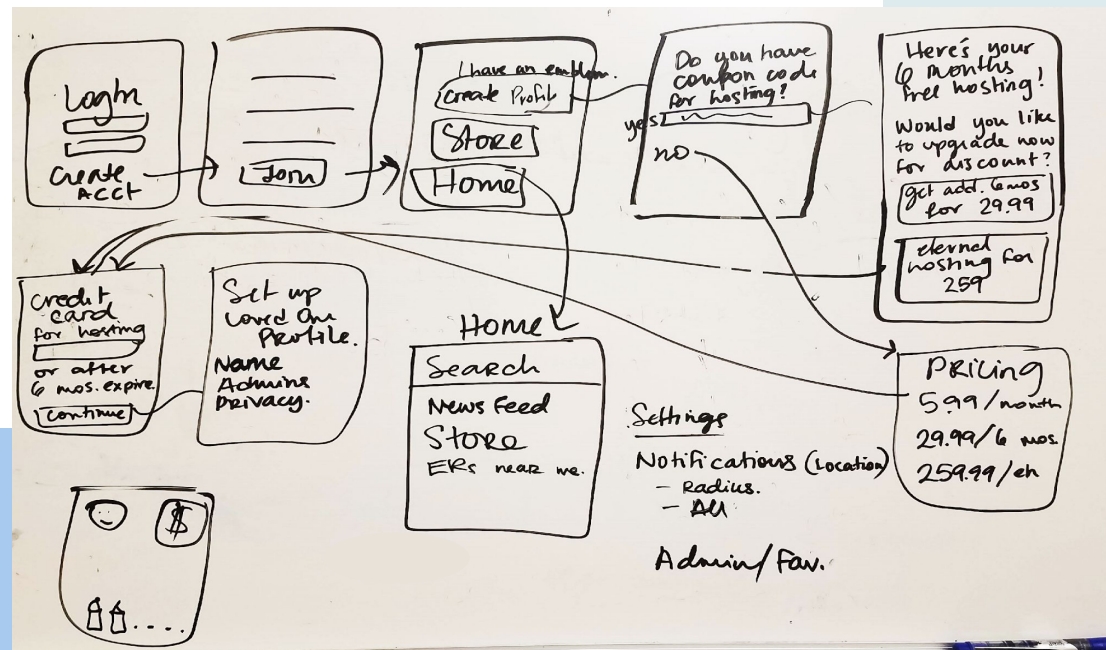 Login
Create
ACCT
Join
I have an emblem.
Create Profile
Store
Home
Do you have
coupon code
for hosting?
yes
no
Here's your
6 months
free hosting!
Would you like
to upgrade now
for discount?
get add. 6 mos
for 29.99
eternal
hosting for
259
credit
card
for hosting
or after
6 mos. expire
Continue
Set up
Loved One
Profile.
Name
Admins
Privacy.
Home
Search
News Feed
Store
ERs near me.
Settings
Notifications (Location)
- Radius.
- All
Admin/Fav.
PRICING
5.99/month
29.99/6 mos.
259.99/
$